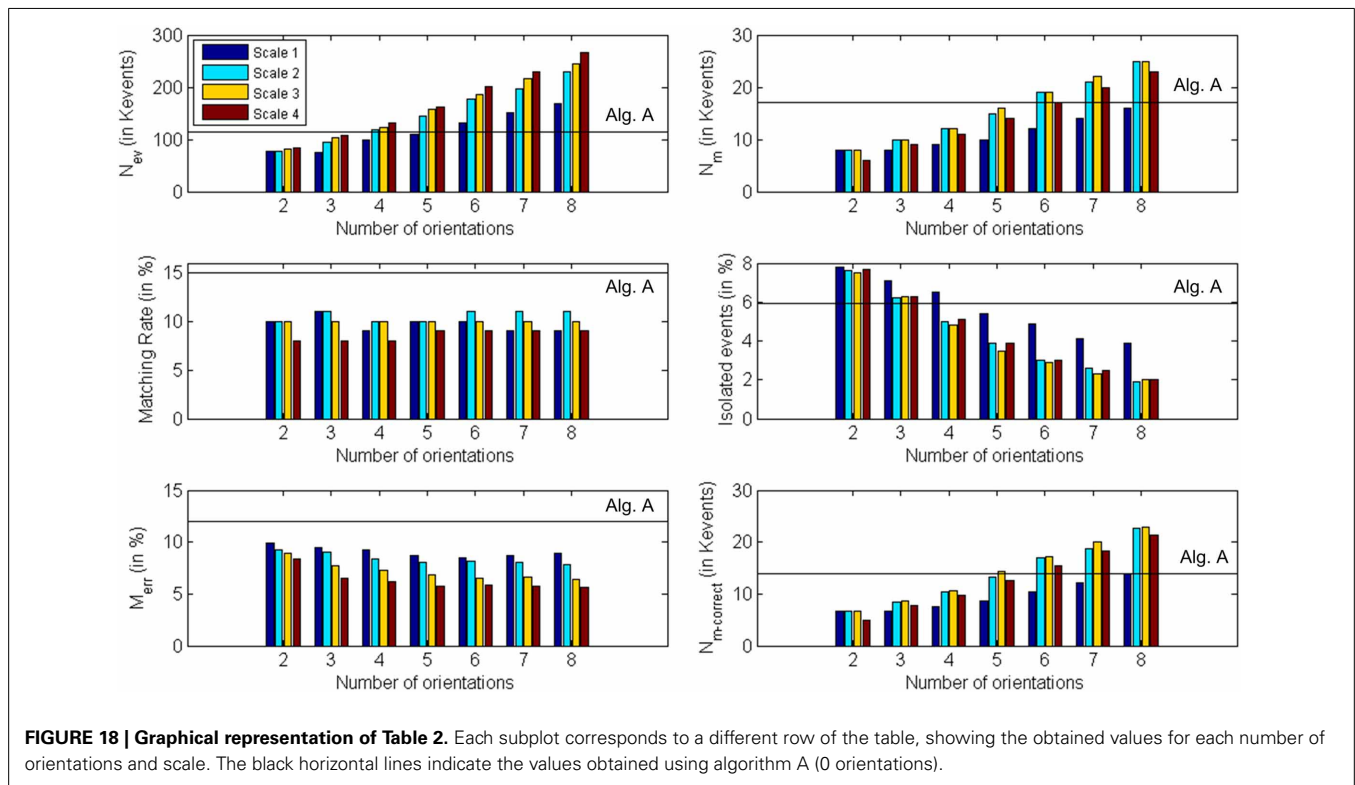 300
200
100
0
N_ev (in Kevents)
Scale 1
Scale 2
Scale 3
Scale 4
Alg. A
2 3 4 5 6 7 8
Number of orientations
30
20
10
0
N_m (in Kevents)
Alg. A
2 3 4 5 6 7 8
Number of orientations
15
10
5
0
Matching Rate (in %)
Alg. A
2 3 4 5 6 7 8
Number of orientations
8
6
4
2
0
Isolated events (in %)
Alg. A
2 3 4 5 6 7 8
Number of orientations
15
10
5
0
M_err (in %)
Alg. A
2 3 4 5 6 7 8
Number of orientations
30
20
10
0
N_m-correct (in Kevents)
Alg. A
2 3 4 5 6 7 8
Number of orientations
FIGURE 18 | Graphical representation of Table 2. Each subplot corresponds to a different row of the table, showing the obtained values for each number of
orientations and scale. The black horizontal lines indicate the values obtained using algorithm A (0 orientations).